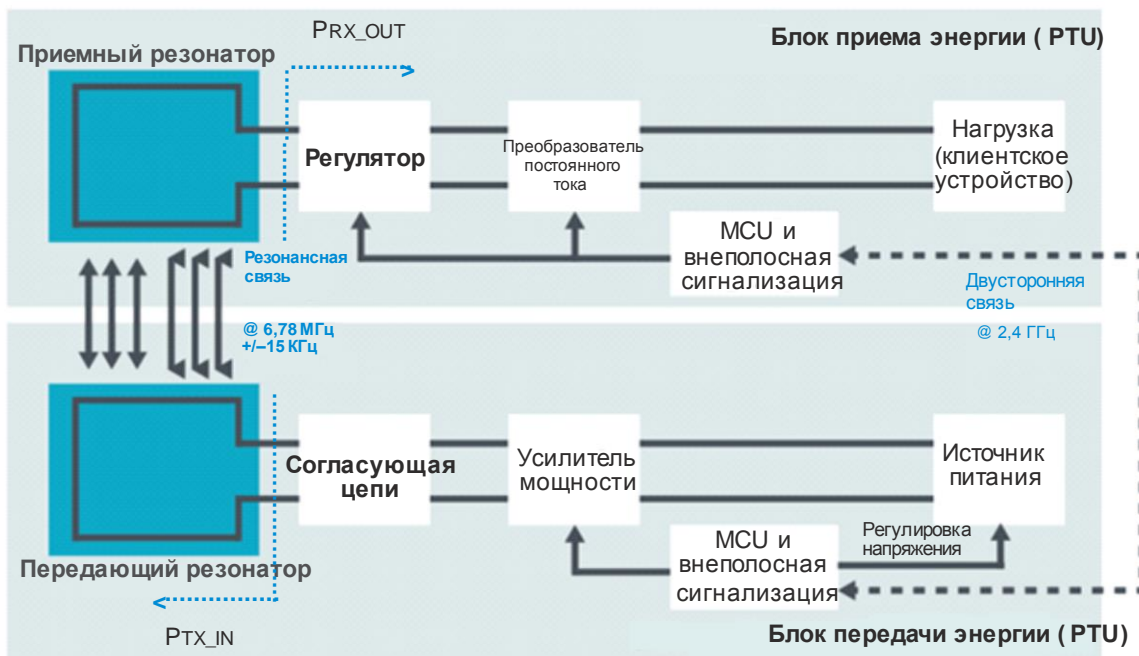 PRX_OUT
Блок приема энергии ( PTU)
Приемный резонатор
Регулятор
Преобразователь
постоянного
тока
Нагрузка
(клиентское
устройство)
MCU и
внеполосная
сигнализация
Резонансная
связь
Двусторонняя
связь
@ 2,4 ГГц
@ 6,78 МГц
+/–15 КГц
Согласующая
цепи
Усилитель
мощности
Источник
питания
MCU и
внеполосная
сигнализация
Регулировка
напряжения
Передающий резонатор
PTX_IN
Блок передачи энергии ( PTU)